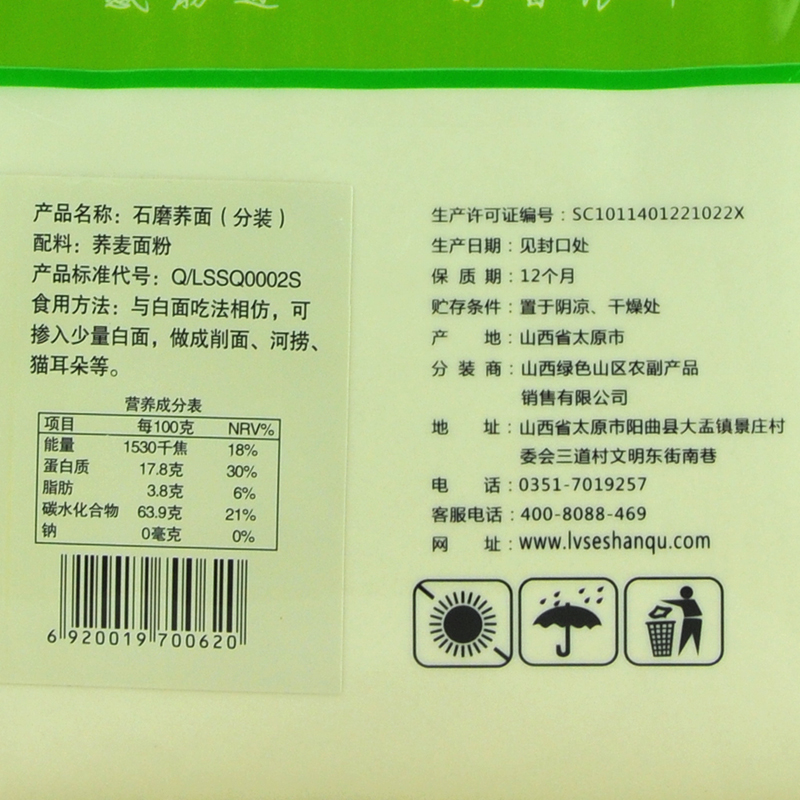 产品名称：石磨荞面（分装）
配料：荞麦面粉
产品标准代号：Q/LSSQ0002S
食用方法：与白面吃法相仿，可
掺入少量白面，做成削面、河捞、
猫耳朵等。
营养成分表
项目 每100克 NRV%
能量 1530千焦 18%
蛋白质 17.8克 30%
脂肪 3.8克 6%
碳水化合物 63.9克 21%
钠 0毫克 0%
6920019700620
生产许可证编号：SC1011401221022X
生产日期：见封口处
保质期：12个月
贮存条件：置于阴凉、干燥处
产地：山西省太原市
分装商：山西绿色山区农副产品
销售有限公司
地址：山西省太原市阳曲县大盂镇景庄村
委会三道村文明东街南巷
电话：0351-7019257
客服电话：400-8088-469
网址：www.lvseshanqu.com